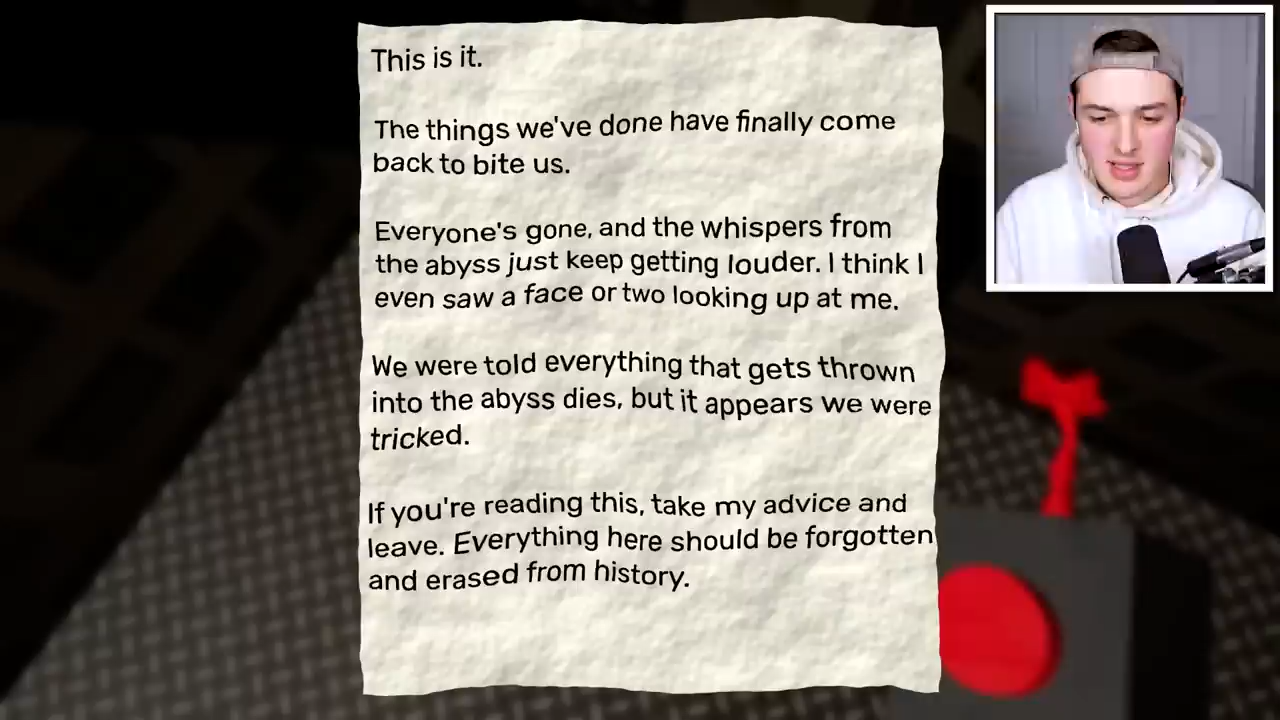 This is it.
The things we've done have finally come
back to bite us.
Everyone's gone, and the whispers from
the abyss just keep getting louder. I think I
even saw a face or two looking up at me.
We were told everything that gets thrown
into the abyss dies, but it appears we were
tricked.
If you're reading this, take my advice and
leave. Everything here should be forgotten
and erased from history.